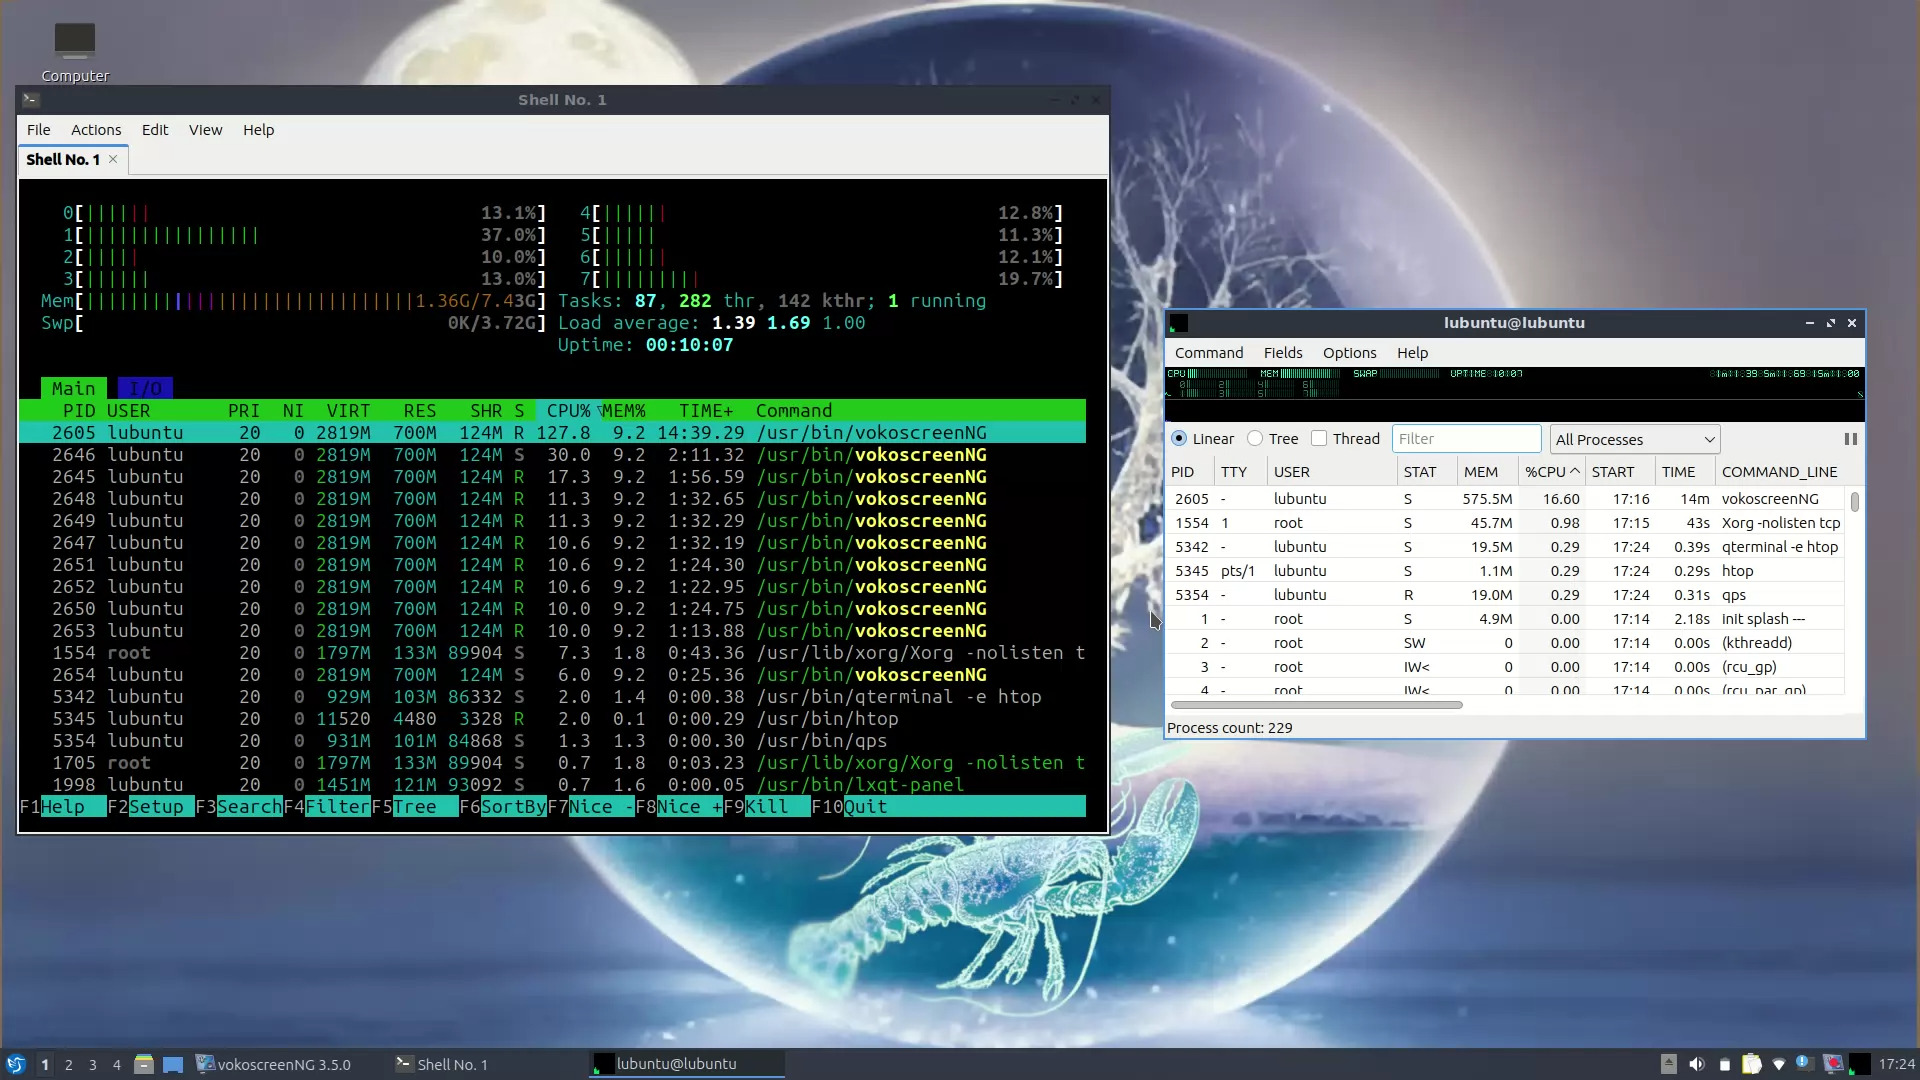 Computer
Shell No. 1
File Actions Edit View Help
Shell No. 1
0[|||||| 13.1%] 4[|||||| 12.8%]
1[|||||||||||||||| 37.0%] 5[||||| 11.3%]
2[||||| 10.0%] 6[|||||| 12.1%]
3[|||||| 13.0%] 7[||||||||| 19.7%]
Mem[||||||||||||||||||||||||||||||1.36G/7.43G] Tasks: 87, 282 thr, 142 kthr; 1 running
Swp[ 0K/3.72G] Load average: 1.39 1.69 1.00
Uptime: 00:10:07
Main I/O
PID USER PRI NI VIRT RES SHR S CPU%▽MEM% TIME+ Command
2605 lubuntu 20 0 2819M 700M 124M R 127.8 9.2 14:39.29 /usr/bin/vokoscreenNG
2646 lubuntu 20 0 2819M 700M 124M S 30.0 9.2 2:11.32 /usr/bin/vokoscreenNG
2645 lubuntu 20 0 2819M 700M 124M R 17.3 9.2 1:56.59 /usr/bin/vokoscreenNG
2648 lubuntu 20 0 2819M 700M 124M R 11.3 9.2 1:32.65 /usr/bin/vokoscreenNG
2649 lubuntu 20 0 2819M 700M 124M R 11.3 9.2 1:32.29 /usr/bin/vokoscreenNG
2647 lubuntu 20 0 2819M 700M 124M R 10.6 9.2 1:32.19 /usr/bin/vokoscreenNG
2651 lubuntu 20 0 2819M 700M 124M R 10.6 9.2 1:24.30 /usr/bin/vokoscreenNG
2652 lubuntu 20 0 2819M 700M 124M R 10.6 9.2 1:22.95 /usr/bin/vokoscreenNG
2650 lubuntu 20 0 2819M 700M 124M R 10.0 9.2 1:24.75 /usr/bin/vokoscreenNG
2653 lubuntu 20 0 2819M 700M 124M R 10.0 9.2 1:13.88 /usr/bin/vokoscreenNG
1554 root 20 0 1797M 133M 89904 S 7.3 1.8 0:43.36 /usr/lib/xorg/Xorg -nolisten t
2654 lubuntu 20 0 2819M 700M 124M S 6.0 9.2 0:25.36 /usr/bin/vokoscreenNG
5342 lubuntu 20 0 929M 103M 86332 S 2.0 1.4 0:00.38 /usr/bin/qterminal -e htop
5345 lubuntu 20 0 11520 4480 3328 R 2.0 0.1 0:00.29 /usr/bin/htop
5354 lubuntu 20 0 931M 101M 84868 S 1.3 1.3 0:00.30 /usr/bin/qps
1705 root 20 0 1797M 133M 89904 S 0.7 1.8 0:03.23 /usr/lib/xorg/Xorg -nolisten t
1998 lubuntu 20 0 1451M 121M 93092 S 0.7 1.6 0:00.05 /usr/bin/lxqt-panel
F1Help F2Setup F3SearchF4FilterF5Tree F6SortByF7Nice -F8Nice +F9Kill F10Quit
lubuntu@lubuntu
Command Fields Options Help
CPU MEM SWAP UPTIME 10:07 1m:1.39 5m:1.69 15m:1.00
0 2 4 6
1 3 5 7
Linear Tree Thread Filter All Processes
PID TTY USER STAT MEM %CPU START TIME COMMAND_LINE
2605 - lubuntu S 575.5M 16.60 17:16 14m vokoscreenNG
1554 1 root S 45.7M 0.98 17:15 43s Xorg -nolisten tcp
5342 - lubuntu S 19.5M 0.29 17:24 0.39s qterminal -e htop
5345 pts/1 lubuntu S 1.1M 0.29 17:24 0.29s htop
5354 - lubuntu R 19.0M 0.29 17:24 0.31s qps
1 - root S 4.9M 0.00 17:14 2.18s init splash ---
2 - root SW 0 0.00 17:14 0.00s (kthreadd)
3 - root IW< 0 0.00 17:14 0.00s (rcu_gp)
4 - root IW< 0 0.00 17:14 0.00s (rcu_par_gp)
Process count: 229
1 2 3 4 vokoscreenNG 3.5.0 Shell No. 1 lubuntu@lubuntu 17:24